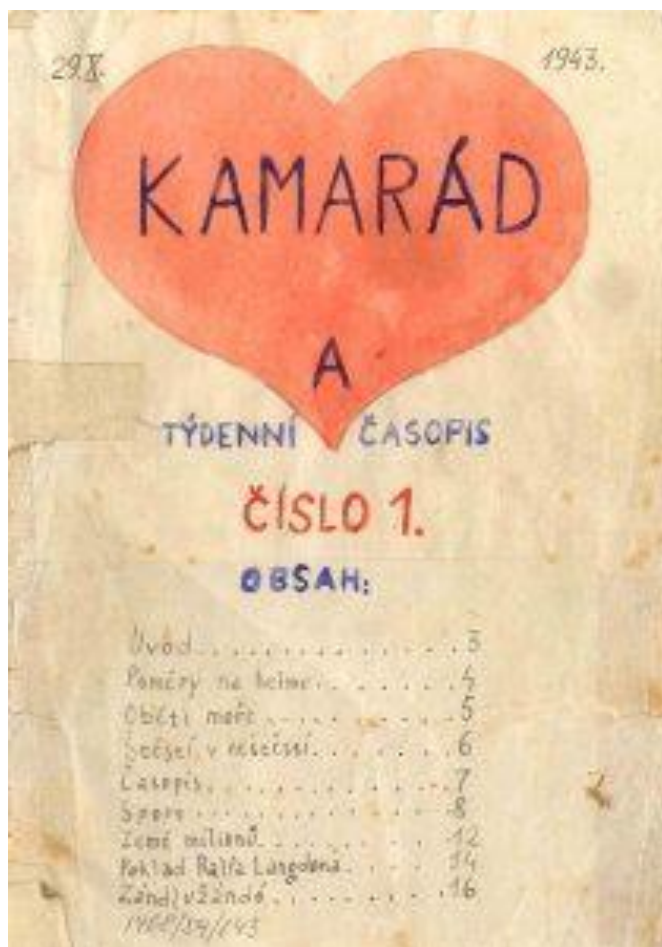 29.X. 1943.
KAMARÁD
A
TÝDENNÍ ČASOPIS
ČÍSLO 1.
OBSAH:
Úvod.............3
Poměry na heimu.......4
Oběti moře..........5
v .......6
Časopis............7
...........8
Země milionů.........12
Poklad Ralfa Langdona....14
..........16